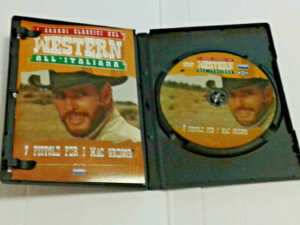 I GRANDI CLASSICI DEL
WESTERN
ALL'ITALIANA
7 PISTOLE PER I MAC GREGOR
WESTERN
ALL'ITALIANA
7 PISTOLE PER I MAC GREGOR